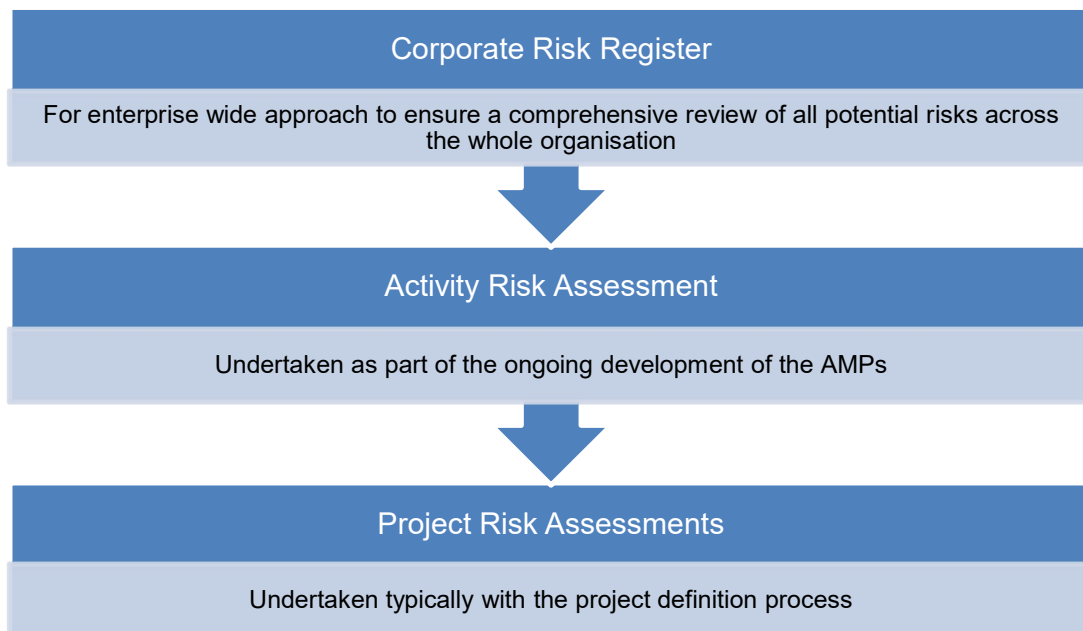 Corporate Risk Register
For enterprise wide approach to ensure a comprehensive review of all potential risks across
the whole organisation
Activity Risk Assessment
Undertaken as part of the ongoing development of the AMPs
Project Risk Assessments
Undertaken typically with the project definition process